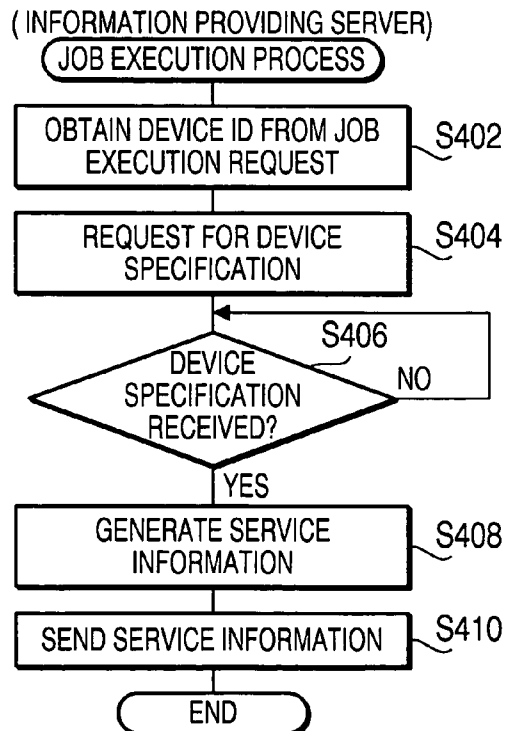 ( INFORMATION PROVIDING SERVER)
JOB EXECUTION PROCESS
OBTAIN DEVICE ID FROM JOB
EXECUTION REQUEST
S402
REQUEST FOR DEVICE
SPECIFICATION
S404
S406
DEVICE
SPECIFICATION
RECEIVED?
NO
YES
GENERATE SERVICE
INFORMATION
S408
SEND SERVICE INFORMATION
S410
END